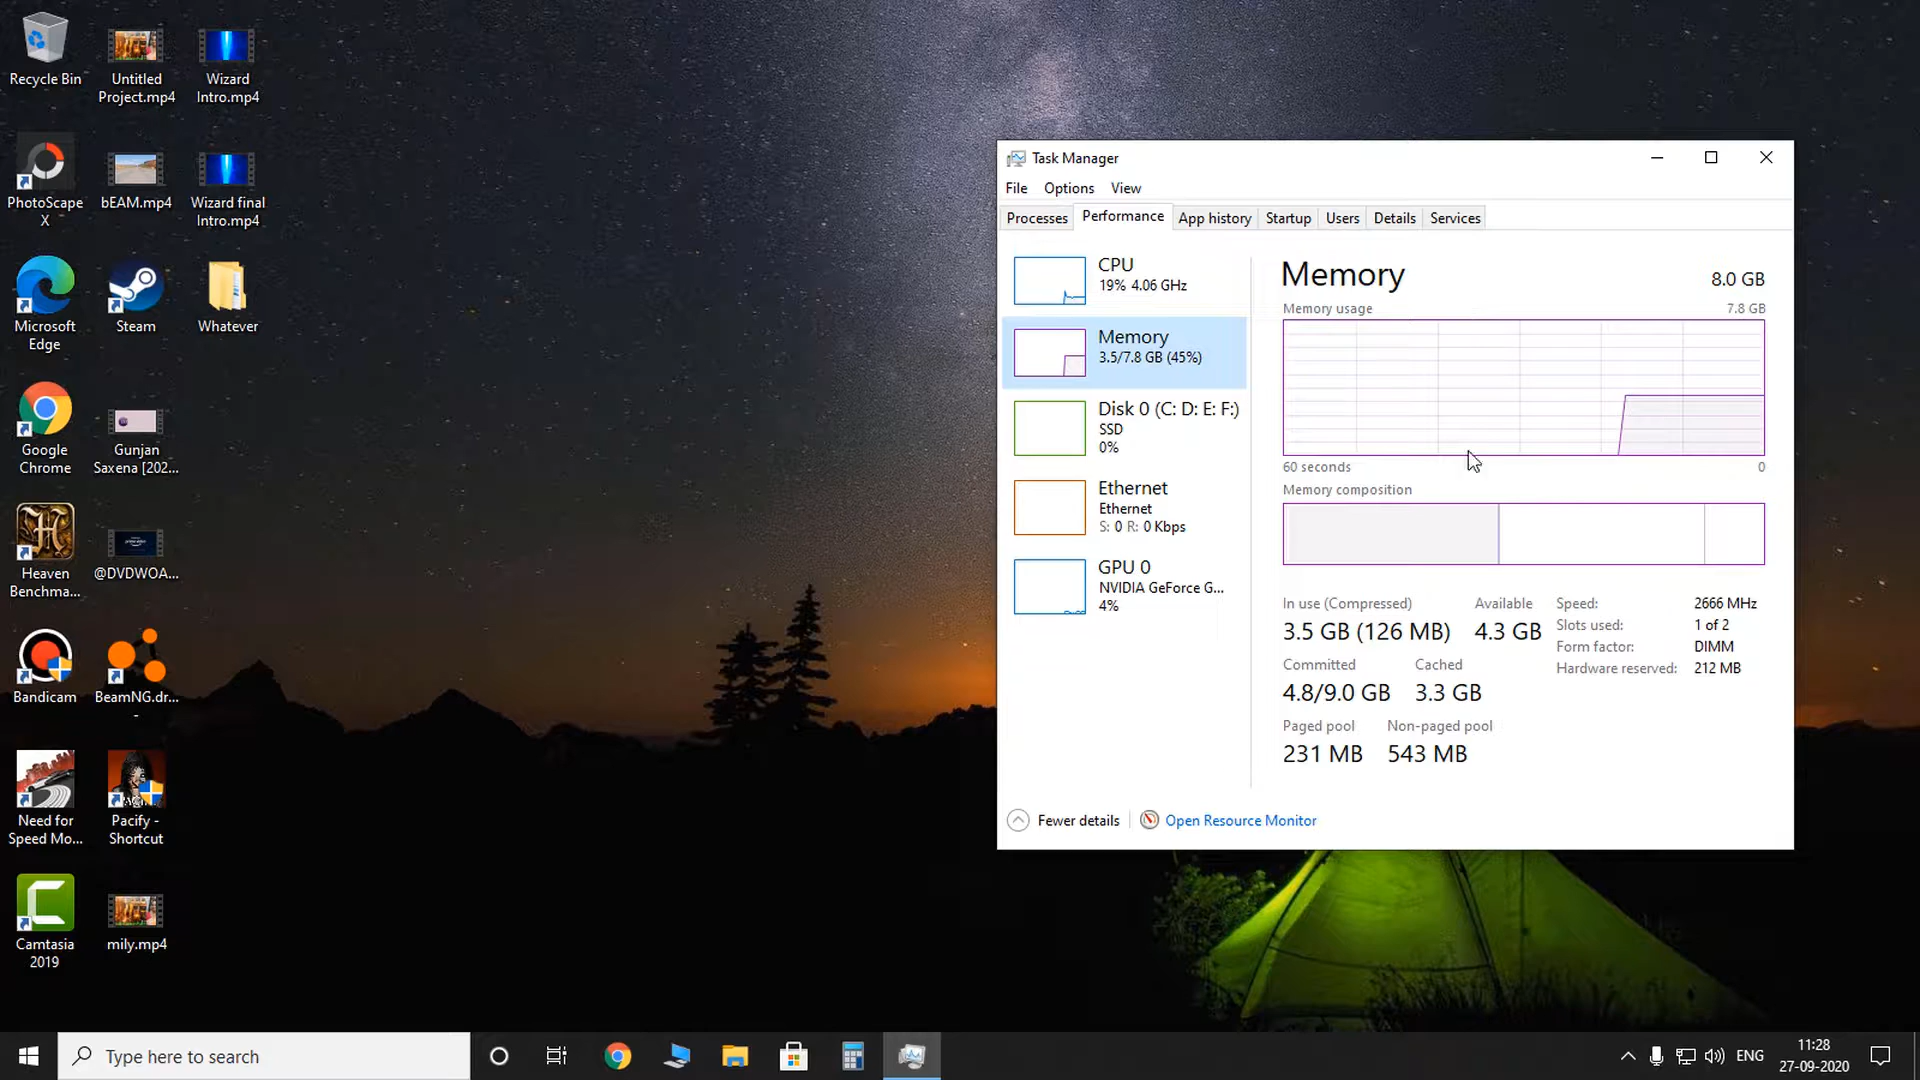 Recycle Bin
Untitled
Project.mp4
Wizard
Intro.mp4
PhotoScape
X
bEAM.mp4
Wizard final
Intro.mp4
Microsoft
Edge
Steam
Whatever
Google
Chrome
Gunjan
Saxena [202...
Heaven
Benchma...
@DVDWOA...
Bandicam
BeamNG.dr...
-
Need for
Speed Mo...
Pacify -
Shortcut
Camtasia
2019
mily.mp4
Task Manager
File Options View
Processes Performance App history Startup Users Details Services
CPU
19% 4.06 GHz
Memory
3.5/7.8 GB (45%)
Disk 0 (C: D: E: F:)
SSD
0%
Ethernet
Ethernet
S: 0 R: 0 Kbps
GPU 0
NVIDIA GeForce G...
4%
Memory 8.0 GB
Memory usage 7.8 GB
60 seconds 0
Memory composition
In use (Compressed) Available
3.5 GB (126 MB) 4.3 GB
Committed Cached
4.8/9.0 GB 3.3 GB
Paged pool Non-paged pool
231 MB 543 MB
Speed: 2666 MHz
Slots used: 1 of 2
Form factor: DIMM
Hardware reserved: 212 MB
Fewer details Open Resource Monitor
Type here to search
ENG
11:28
27-09-2020